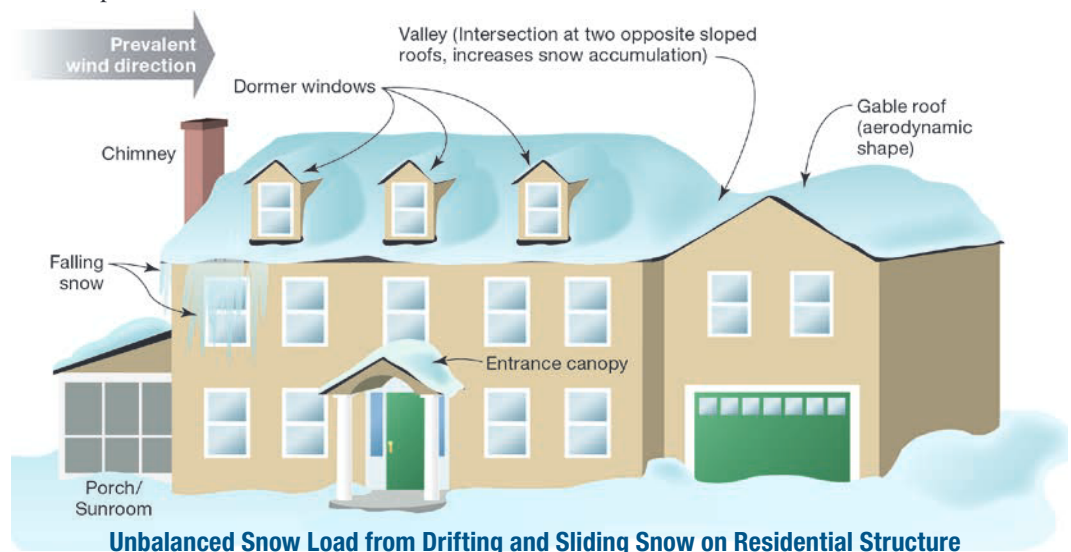 Prevalent
wind direction
Valley (Intersection at two opposite sloped
roofs, increases snow accumulation)
Dormer windows
Gable roof
(aerodynamic
shape)
Chimney
Falling
snow
Entrance canopy
Porch/
Sunroom
Unbalanced Snow Load from Drifting and Sliding Snow on Residential Structure